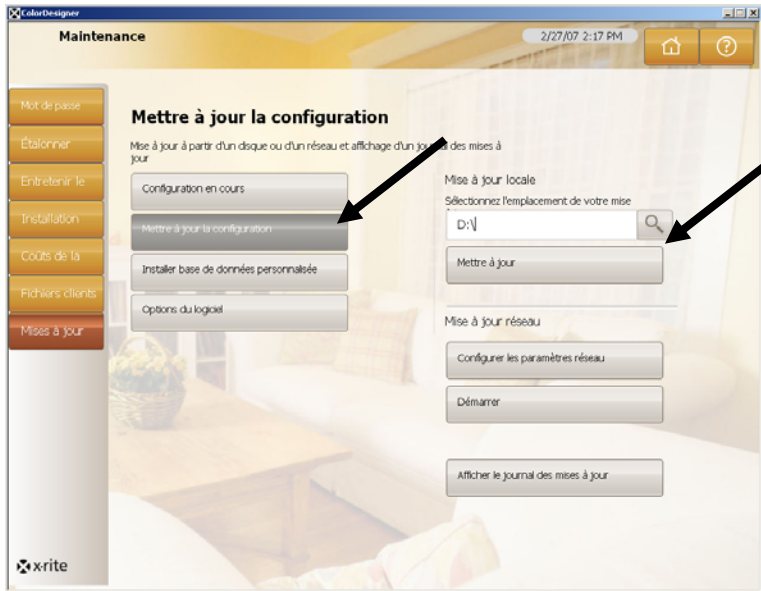 ColorDesigner
Maintenance
2/27/07 2:17 PM
Mot de passe
Étalonner
Entretenir le
Installation
Coûts de la
Fichiers clients
Mises à jour
Mettre à jour la configuration
Mise à jour à partir d'un disque ou d'un réseau et affichage d'un journal des mises à
jour
Configuration en cours
Mettre à jour la configuration
Installer base de données personnalisée
Options du logiciel
Mise à jour locale
Sélectionnez l'emplacement de votre mise
D:\
Mettre à jour
Mise à jour réseau
Configurer les paramètres réseau
Démarrer
Afficher le journal des mises à jour
x·rite